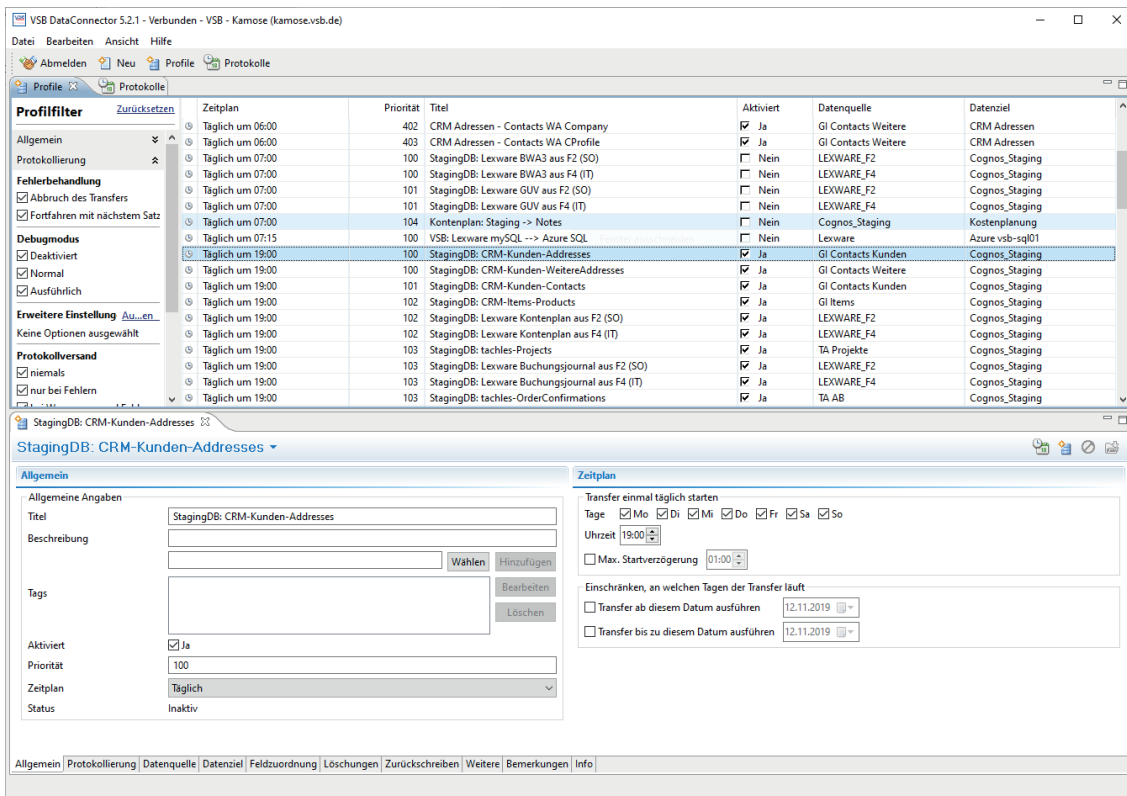 VSB DataConnector 5.2.1 - Verbunden - VSB - Kamose (kamose.vsb.de)
Datei Bearbeiten Ansicht Hilfe
Abmelden Neu Profile Protokolle
Profile Protokolle
Profilfilter Zurücksetzen
Allgemein
Protokollierung
Fehlerbehandlung
Abbruch des Transfers
Fortfahren mit nächstem Satz
Debugmodus
Deaktiviert
Normal
Ausführlich
Erweitere Einstellung Au...en
Keine Optionen ausgewählt
Protokollversand
niemals
nur bei Fehlern
Zeitplan Priorität Titel Aktiviert Datenquelle Datenziel
Täglich um 06:00 402 CRM Adressen - Contacts WA Company Ja GI Contacts Weitere CRM Adressen
Täglich um 06:00 403 CRM Adressen - Contacts WA CProfile Ja GI Contacts Weitere CRM Adressen
Täglich um 07:00 100 StagingDB: Lexware BWA3 aus F2 (SO) Nein LEXWARE_F2 Cognos_Staging
Täglich um 07:00 100 StagingDB: Lexware BWA3 aus F4 (IT) Nein LEXWARE_F4 Cognos_Staging
Täglich um 07:00 101 StagingDB: Lexware GUV aus F2 (SO) Nein LEXWARE_F2 Cognos_Staging
Täglich um 07:00 101 StagingDB: Lexware GUV aus F4 (IT) Nein LEXWARE_F4 Cognos_Staging
Täglich um 07:00 104 Kontenplan: Staging -> Notes Nein Cognos_Staging Kostenplanung
Täglich um 07:15 100 VSB: Lexware mySQL --> Azure SQL Nein Lexware Azure vsb-sql01
Täglich um 19:00 100 StagingDB: CRM-Kunden-Addresses Ja GI Contacts Kunden Cognos_Staging
Täglich um 19:00 100 StagingDB: CRM-Kunden-WeitereAddresses Ja GI Contacts Weitere Cognos_Staging
Täglich um 19:00 101 StagingDB: CRM-Kunden-Contacts Ja GI Contacts Kunden Cognos_Staging
Täglich um 19:00 102 StagingDB: CRM-Items-Products Ja GI Items Cognos_Staging
Täglich um 19:00 102 StagingDB: Lexware Kontenplan aus F2 (SO) Ja LEXWARE_F2 Cognos_Staging
Täglich um 19:00 102 StagingDB: Lexware Kontenplan aus F4 (IT) Ja LEXWARE_F4 Cognos_Staging
Täglich um 19:00 103 StagingDB: tachles-Projects Ja TA Projekte Cognos_Staging
Täglich um 19:00 103 StagingDB: Lexware Buchungsjournal aus F2 (SO) Ja LEXWARE_F2 Cognos_Staging
Täglich um 19:00 103 StagingDB: Lexware Buchungsjournal aus F4 (IT) Ja LEXWARE_F4 Cognos_Staging
Täglich um 19:00 103 StagingDB: tachles-OrderConfirmations Ja TA AB Cognos_Staging
StagingDB: CRM-Kunden-Addresses
StagingDB: CRM-Kunden-Addresses
Allgemein
Allgemeine Angaben
Titel StagingDB: CRM-Kunden-Addresses
Beschreibung
Wählen Hinzufügen
Tags
Bearbeiten
Löschen
Aktiviert Ja
Priorität 100
Zeitplan Täglich
Status Inaktiv
Zeitplan
Transfer einmal täglich starten
Tage Mo Di Mi Do Fr Sa So
Uhrzeit 19:00
Max. Startverzögerung 01:00
Einschränken, an welchen Tagen der Transfer läuft
Transfer ab diesem Datum ausführen 12.11.2019
Transfer bis zu diesem Datum ausführen 12.11.2019
Allgemein Protokollierung Datenquelle Datenziel Feldzuordnung Löschungen Zurückschreiben Weitere Bemerkungen Info